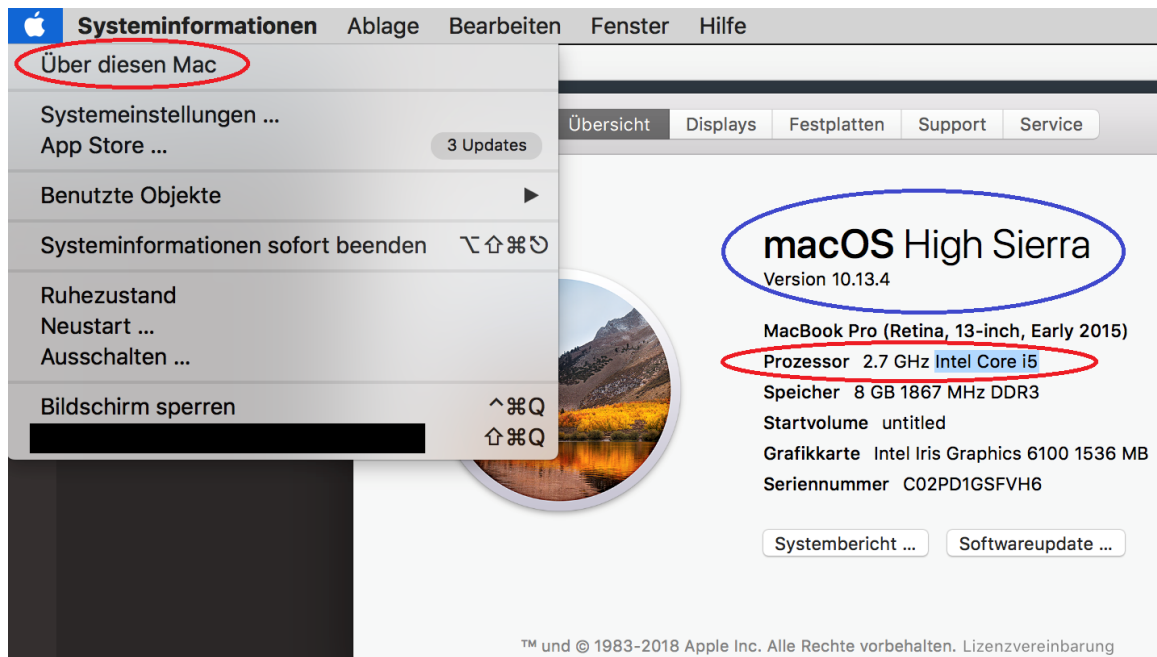 Systeminformationen Ablage Bearbeiten Fenster Hilfe
Über diesen Mac
Systemeinstellungen ...
App Store ... 3 Updates
Benutzte Objekte ▶
Systeminformationen sofort beenden ⌥⇧⌘⎋
Ruhezustand
Neustart ...
Ausschalten ...
Bildschirm sperren ^⌘Q
⇧⌘Q
Übersicht Displays Festplatten Support Service
macOS High Sierra
Version 10.13.4
MacBook Pro (Retina, 13-inch, Early 2015)
Prozessor 2.7 GHz Intel Core i5
Speicher 8 GB 1867 MHz DDR3
Startvolume untitled
Grafikkarte Intel Iris Graphics 6100 1536 MB
Seriennummer C02PD1GSFVH6
Systembericht ... Softwareupdate ...
™ und © 1983-2018 Apple Inc. Alle Rechte vorbehalten. Lizenzvereinbarung